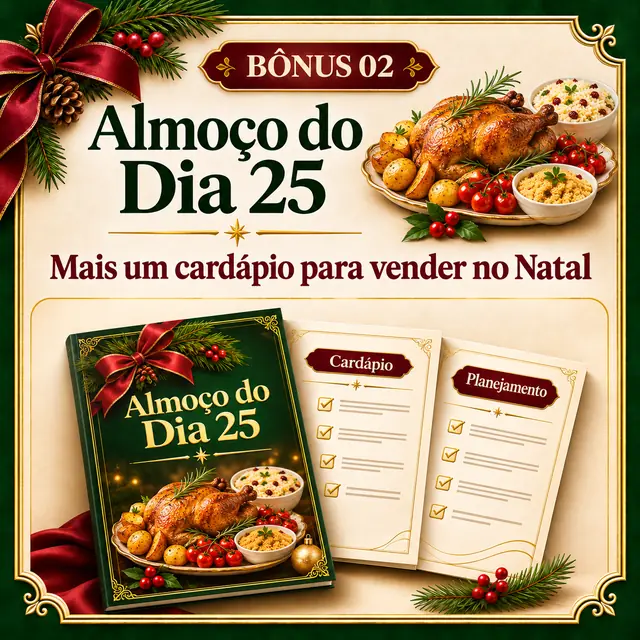 BÔNUS 02
Almoço do
Dia 25
Mais um cardápio para vender no Natal
Almoço do
Dia 25
Cardápio
Planejamento